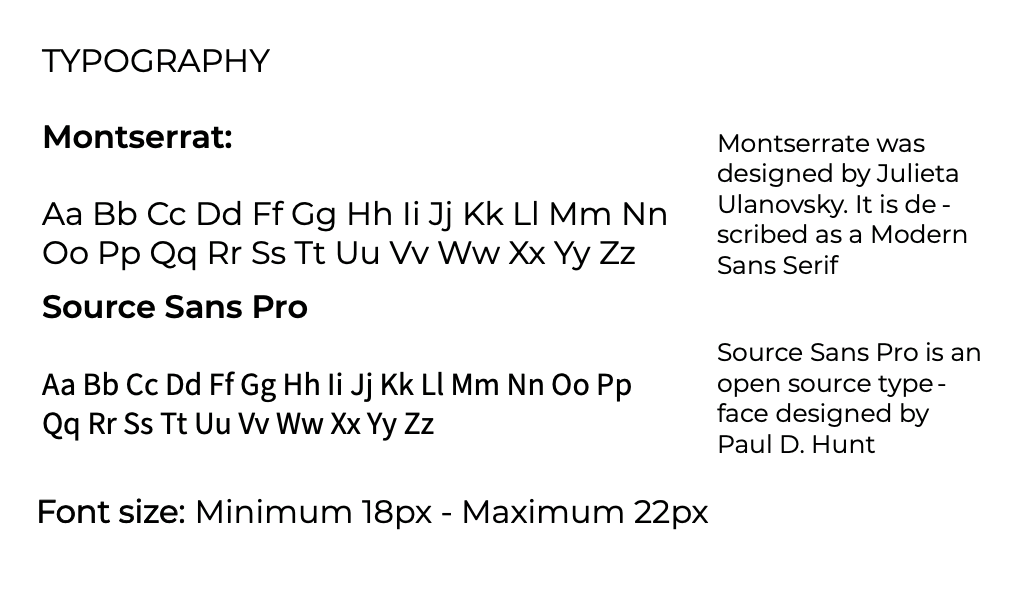 TYPOGRAPHY
Montserrat:
Aa Bb Cc Dd Ff Gg Hh Ii Jj Kk Ll Mm Nn
Oo Pp Qq Rr Ss Tt Uu Vv Ww Xx Yy Zz
Montserrate was
designed by Julieta
Ulanovsky. It is de-
scribed as a Modern
Sans Serif
Source Sans Pro
Aa Bb Cc Dd Ff Gg Hh Ii Jj Kk Ll Mm Nn Oo Pp
Qq Rr Ss Tt Uu Vv Ww Xx Yy Zz
Source Sans Pro is an
open source type-
face designed by
Paul D. Hunt
Font size: Minimum 18px - Maximum 22px